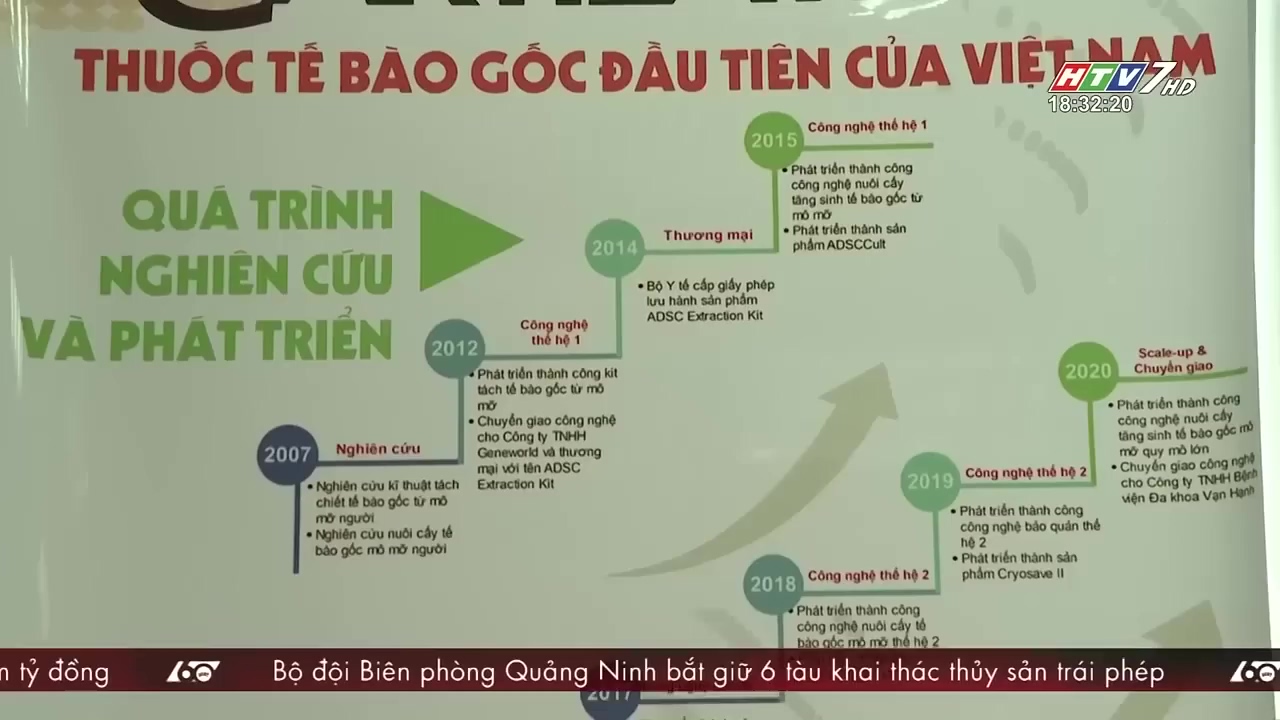 THUỐC TẾ BÀO GỐC ĐẦU TIÊN CỦA VIỆT NAM
HTV7HD
18:32:20
QUÁ TRÌNH
NGHIÊN CỨU
VÀ PHÁT TRIỂN
2015
Công nghệ thế hệ 1
• Phát triển thành công
công nghệ nuôi cấy
tăng sinh tế bào gốc từ
mô mỡ
• Phát triển thành sản
phẩm ADSCCult
2014
Thương mại
• Bộ Y tế cấp giấy phép
lưu hành sản phẩm
ADSC Extraction Kit
2012
Công nghệ
thế hệ 1
• Phát triển thành công kit
tách tế bào gốc từ mô
mỡ
• Chuyển giao công nghệ
cho Công ty TNHH
Geneworld và thương
mại với tên ADSC
Extraction Kit
2007
Nghiên cứu
• Nghiên cứu kĩ thuật tách
chiết tế bào gốc từ mô
mỡ người
• Nghiên cứu nuôi cấy tế
bào gốc mô mỡ người
2020
Scale-up &
Chuyển giao
• Phát triển thành công
công nghệ nuôi cấy
tăng sinh tế bào gốc mô
mỡ quy mô lớn
• Chuyển giao công nghệ
cho Công ty TNHH Bệnh
viện Đa khoa Vạn Hạnh
2019
Công nghệ thế hệ 2
• Phát triển thành công
công nghệ bảo quản thế
hệ 2
• Phát triển thành sản
phẩm Cryosave II
2018
Công nghệ thế hệ 2
• Phát triển thành công
công nghệ nuôi cấy tế
bào gốc mô mỡ thế hệ 2
tỷ đồng
60
Bộ đội Biên phòng Quảng Ninh bắt giữ 6 tàu khai thác thủy sản trái phép
60
2017